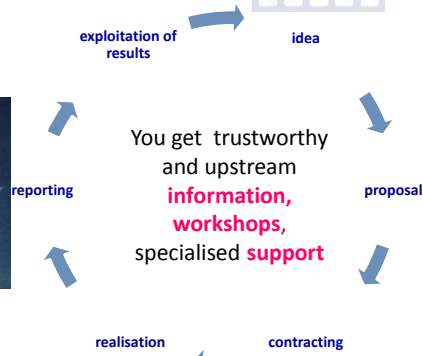 exploitation of
results
idea
You get trustworthy
and upstream
information,
workshops,
specialised support
reporting
proposal
realisation
contracting